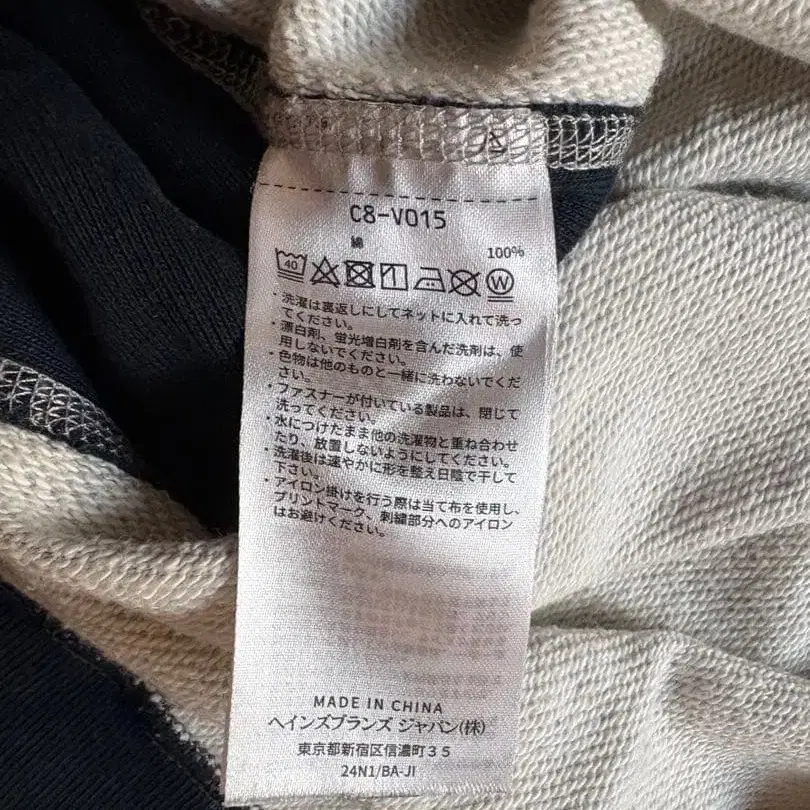 C8-V015
綿 100%
40
W
・洗濯は裏返しにしてネットに入れて洗っ
てください。
・漂白剤、蛍光増白剤を含んだ洗剤は、使
用しないでください。
・色物は他のものと一緒に洗わないでくだ
さい。
・ファスナーが付いている製品は、閉じて
洗ってください。
・水につけたまま他の洗濯物と重ね合わせ
たり、放置しないようにしてください。
・洗濯後は速やかに形を整え日陰で干して
下さい。
・アイロン掛けを行う際は当て布を使用し、
プリントマーク、刺繍部分へのアイロン
はお避けください。
MADE IN CHINA
ヘインズブランズ ジャパン(株)
東京都新宿区信濃町35
24N1/BA-JI